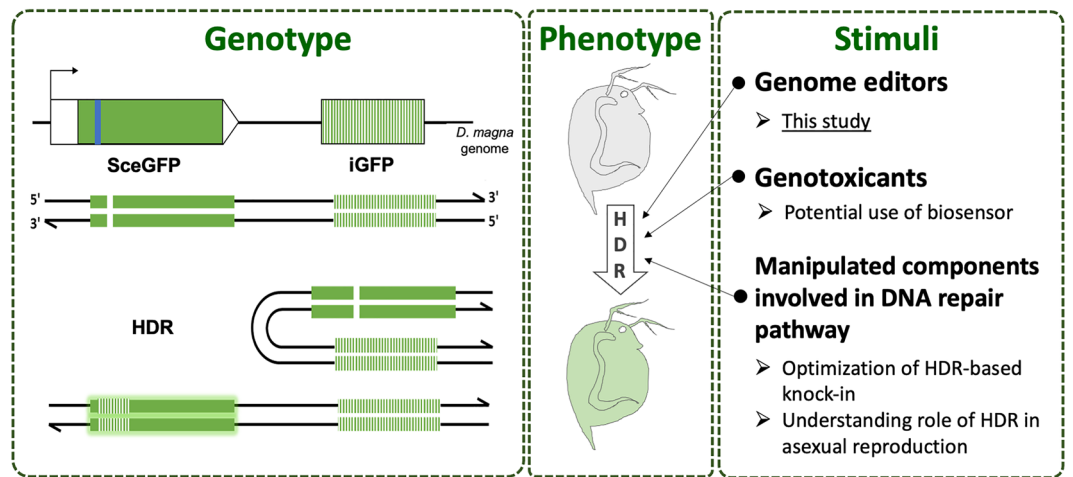 Genotype
SceGFP
iGFP
D. magna
genome
5'
3'
3'
5'
HDR
Phenotype
H
D
R
Stimuli
● Genome editors
➢ This study
● Genotoxicants
➢ Potential use of biosensor
Manipulated components
● involved in DNA repair
pathway
➢ Optimization of HDR-based
knock-in
➢ Understanding role of HDR in
asexual reproduction